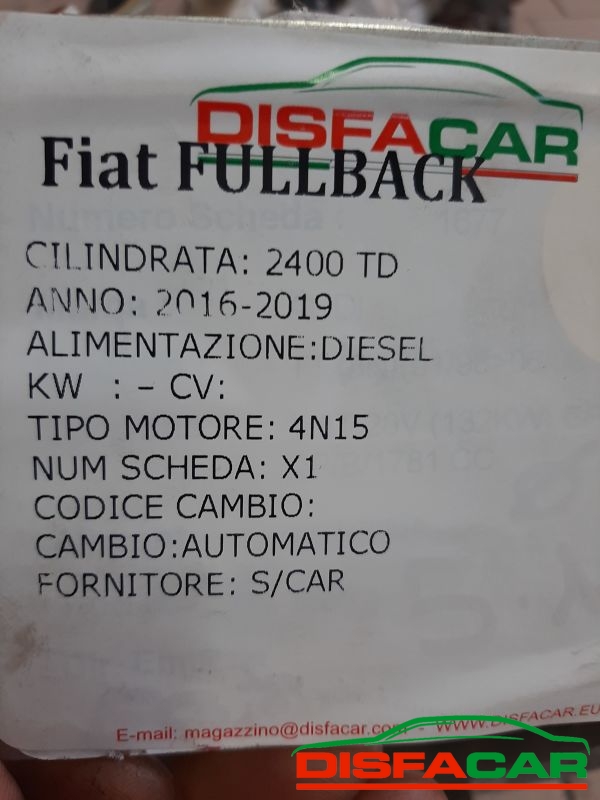 DISFACAR
Fiat FULLBACK
CILINDRATA: 2400 TD
ANNO: 2016-2019
ALIMENTAZIONE:DIESEL
KW : - CV:
TIPO MOTORE: 4N15
NUM SCHEDA: X1
CODICE CAMBIO:
CAMBIO:AUTOMATICO
FORNITORE: S/CAR
E-mail: magazzino@disfacar.com - WWW.DISFACAR.EU
DISFACAR